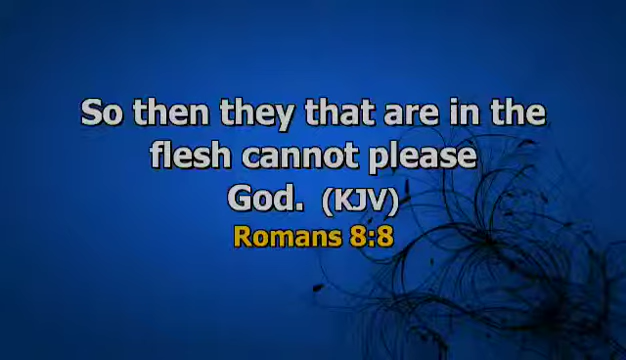 So then they that are in the
flesh cannot please
God. (KJV)
Romans 8:8